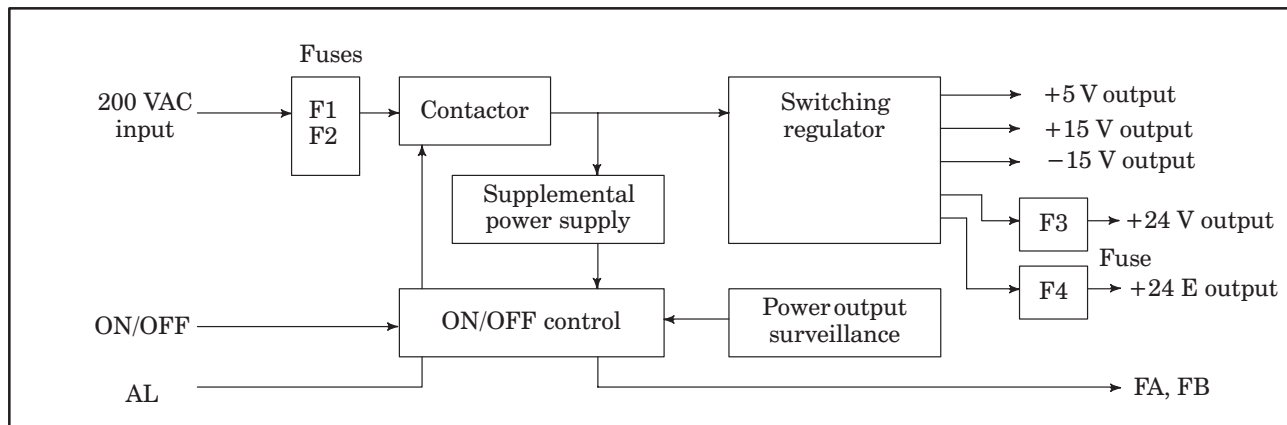 Fuses
200 VAC
input
F1
F2
Contactor
Switching
regulator
+5 V output
+15 V output
−15 V output
Supplemental
power supply
F3
+24 V output
Fuse
F4
+24 E output
ON/OFF
ON/OFF control
Power output
surveillance
AL
FA, FB